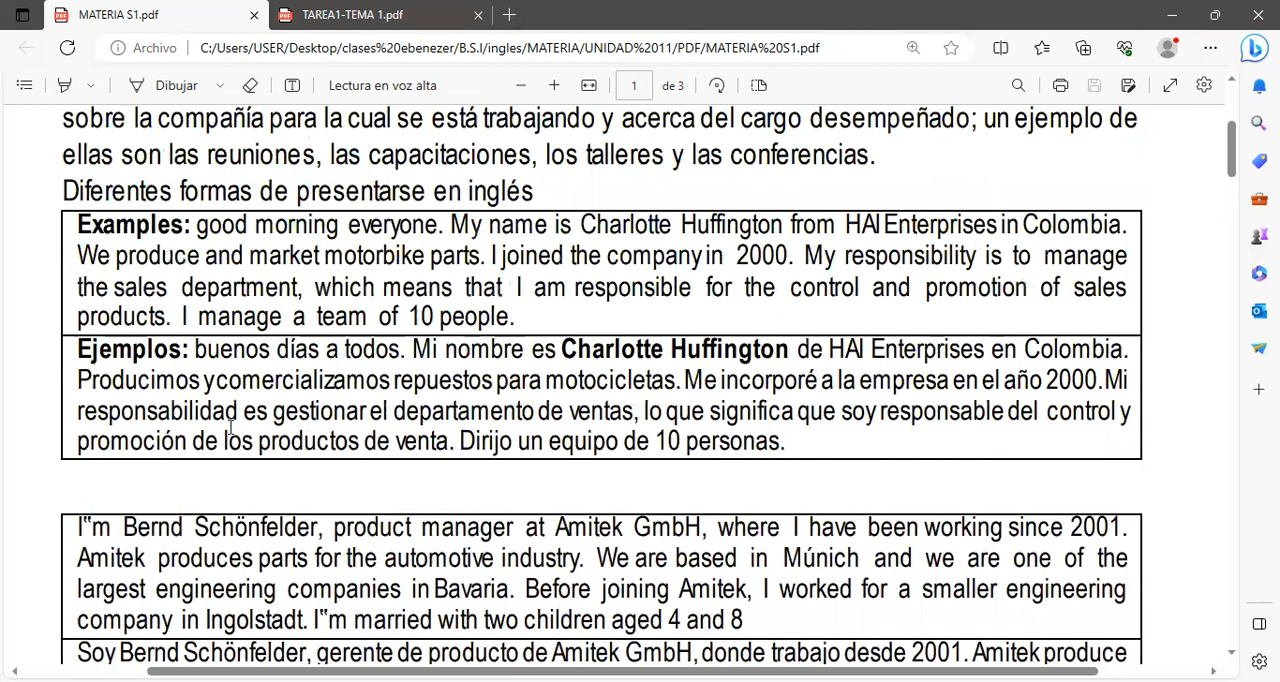 MATERIA S1.pdf
TAREA1-TEMA 1.pdf
Archivo
C:/Users/USER/Desktop/clases%20ebenezer/B.S.I/ingles/MATERIA/UNIDAD%2011/PDF/MATERIA%20S1.pdf
Dibujar
Lectura en voz alta
1 de 3
sobre la compañía para la cual se está trabajando y acerca del cargo desempeñado; un ejemplo de
ellas son las reuniones, las capacitaciones, los talleres y las conferencias.
Diferentes formas de presentarse en inglés
Examples: good morning everyone. My name is Charlotte Huffington from HAI Enterprises in Colombia.
We produce and market motorbike parts. I joined the company in 2000. My responsibility is to manage
the sales department, which means that I am responsible for the control and promotion of sales
products. I manage a team of 10 people.
Ejemplos: buenos días a todos. Mi nombre es Charlotte Huffington de HAI Enterprises en Colombia.
Producimos y comercializamos repuestos para motocicletas. Me incorporé a la empresa en el año 2000. Mi
responsabilidad es gestionar el departamento de ventas, lo que significa que soy responsable del control y
promoción de los productos de venta. Dirijo un equipo de 10 personas.
I‟m Bernd Schönfelder, product manager at Amitek GmbH, where I have been working since 2001.
Amitek produces parts for the automotive industry. We are based in Múnich and we are one of the
largest engineering companies in Bavaria. Before joining Amitek, I worked for a smaller engineering
company in Ingolstadt. I‟m married with two children aged 4 and 8
Soy Bernd Schönfelder, gerente de producto de Amitek GmbH, donde trabajo desde 2001. Amitek produce